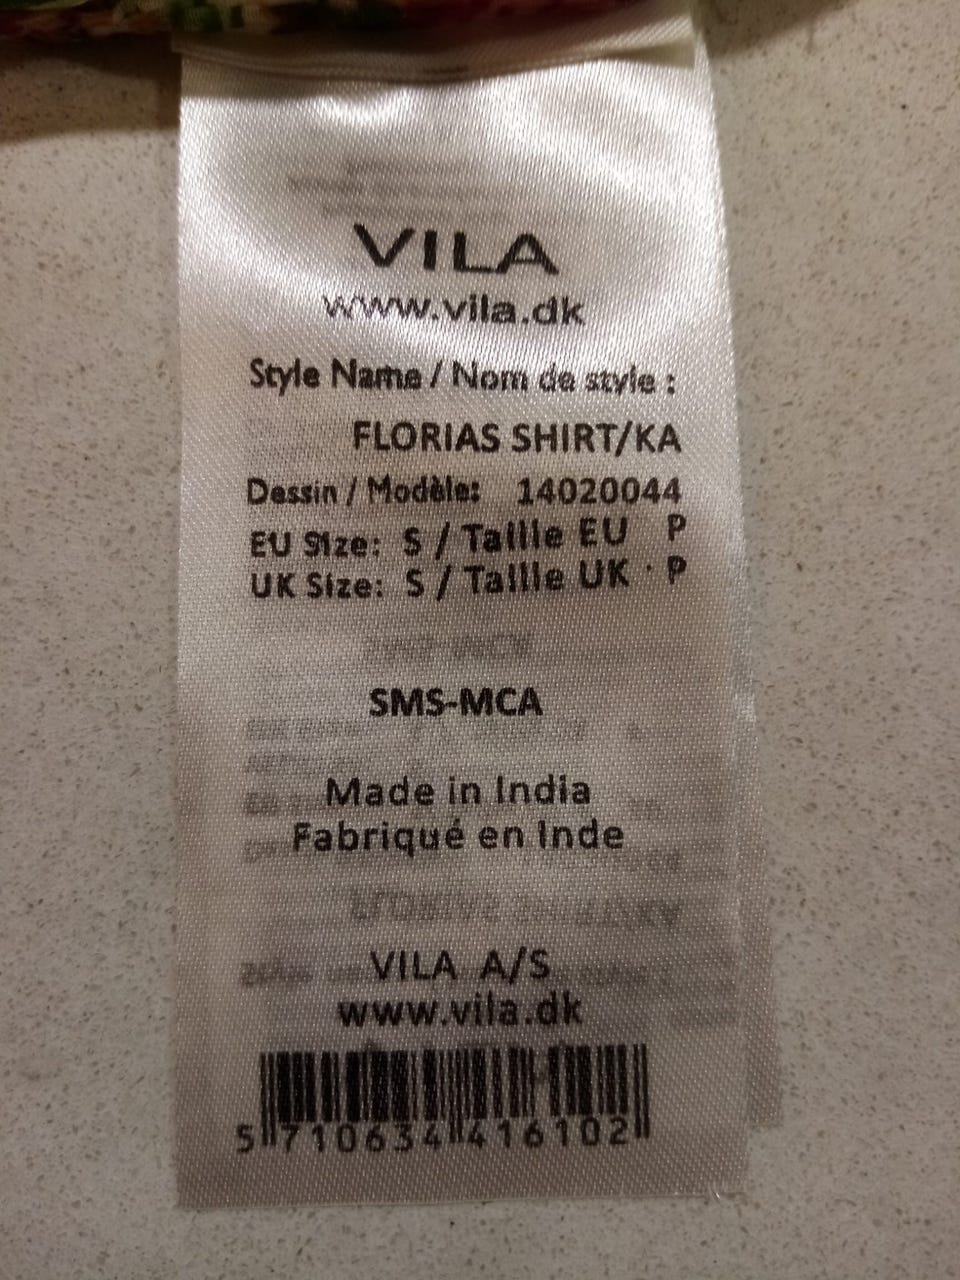 VILA
www.vila.dk
Style Name / Nom de style :
FLORIAS SHIRT/KA
Dessin / Modèle: 14020044
EU Size: S / Taille EU P
UK Size: S / Taille UK · P
SMS-MCA
Made in India
Fabriqué en Inde
VILA A/S
www.vila.dk
5 710634 416102